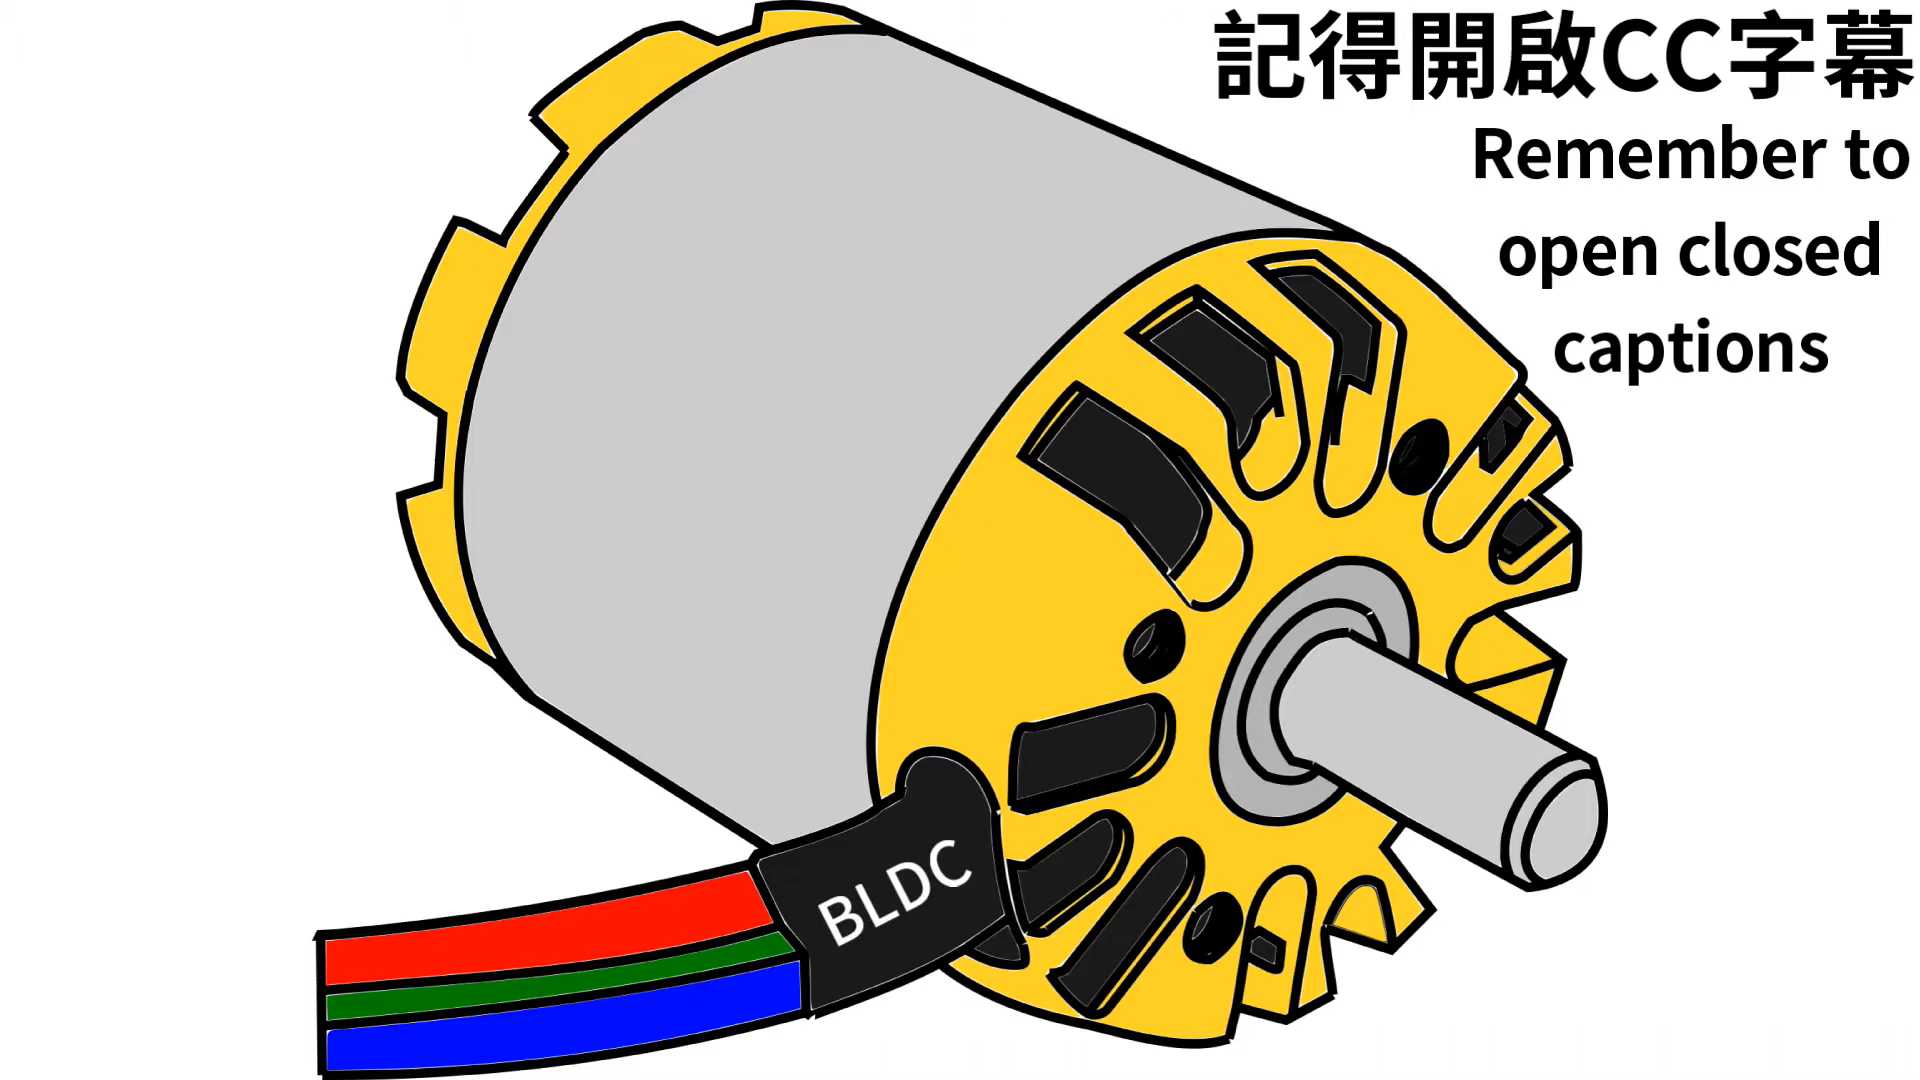 記得開啟CC字幕
Remember to
open closed
captions
BLDC